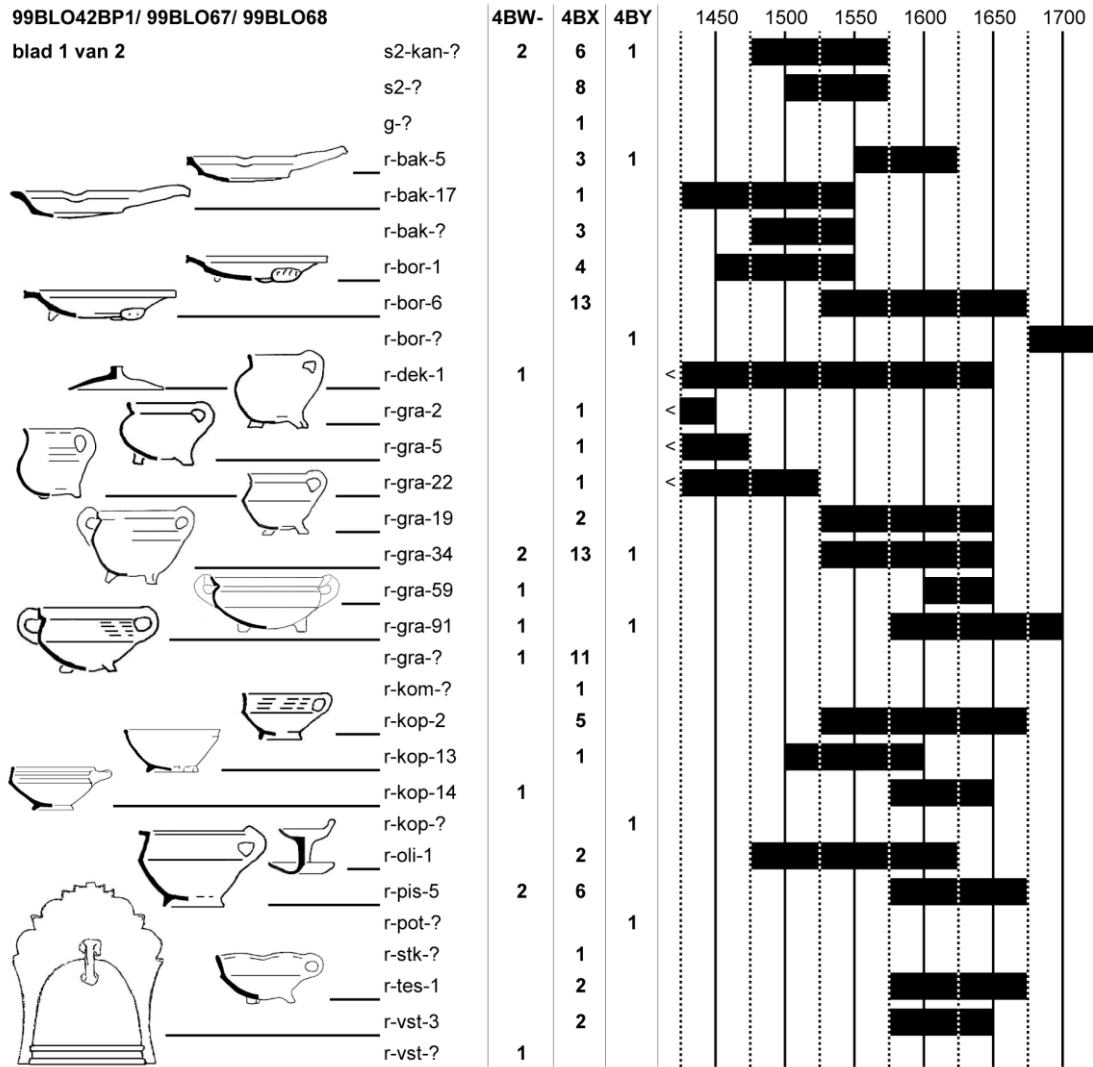 99BLO42BP1/ 99BLO67/ 99BLO68 4BW- 4BX 4BY 1450 1500 1550 1600 1650 1700
blad 1 van 2 s2-kan-? 2 6 1
s2-? 8
g-? 1
r-bak-5 3 1
r-bak-17 1
r-bak-? 3
r-bor-1 4
r-bor-6 13
r-bor-? 1
r-dek-1 1 <
r-gra-2 1 <
r-gra-5 1 <
r-gra-22 1 <
r-gra-19 2
r-gra-34 2 13 1
r-gra-59 1
r-gra-91 1 1
r-gra-? 1 11
r-kom-? 1
r-kop-2 5
r-kop-13 1
r-kop-14 1
r-kop-? 1
r-oli-1 2
r-pis-5 2 6
r-pot-? 1
r-stk-? 1
r-tes-1 2
r-vst-3 2
r-vst-? 1